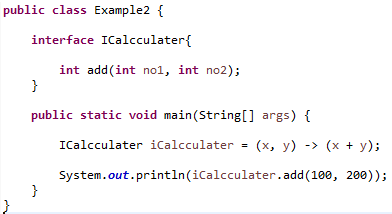 public class Example2 {
interface ICalcculater{
int add(int no1, int no2);
}
public static void main(String[] args) {
ICalcculater iCalcculater = (x, y) -> (x + y);
System.out.println(iCalcculater.add(100, 200));
}
}